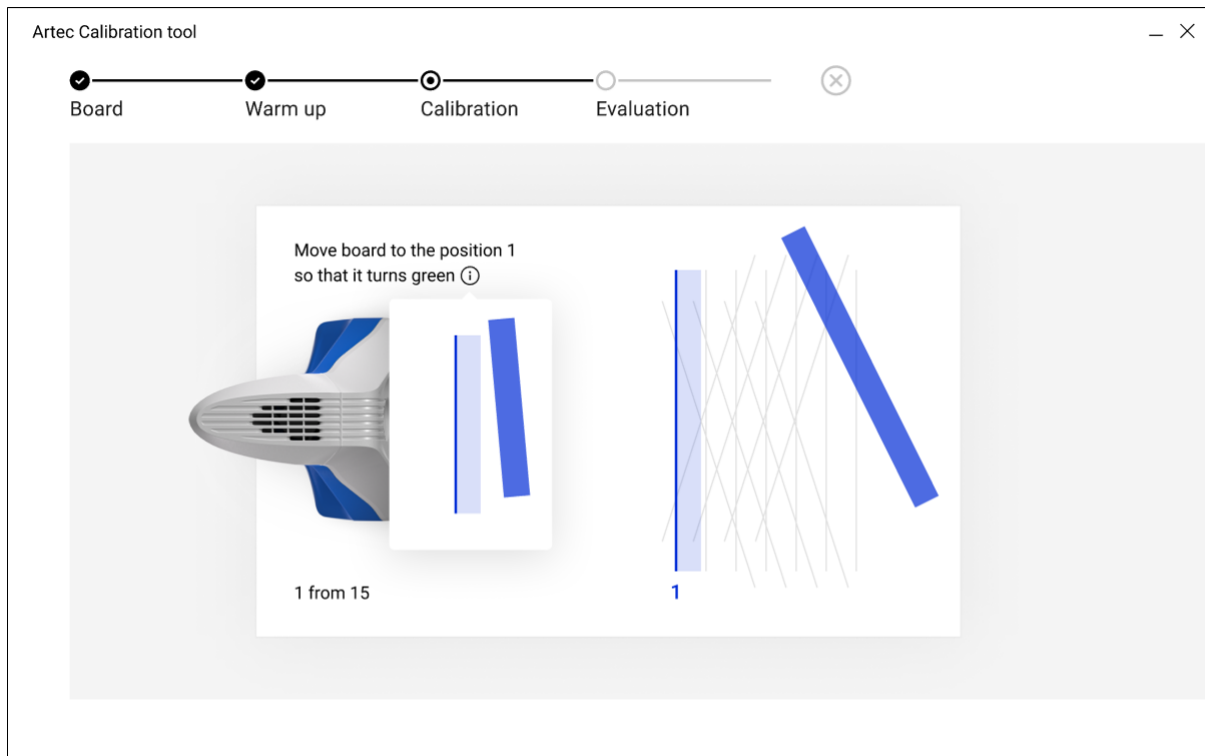 Artec Calibration tool
Board
Warm up
Calibration
Evaluation
Move board to the position 1
so that it turns green
1 from 15
1